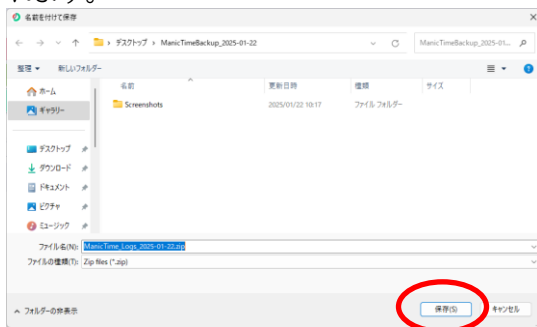 名前を付けて保存
デスクトップ › ManicTimeBackup_2025-01-22
ManicTimeBackup_2025-01-...
整理 新しいフォルダー
名前 更新日時 種類 サイズ
ホーム
ギャラリー
Screenshots 2025/01/22 10:17 ファイル フォルダー
デスクトップ
ダウンロード
ドキュメント
ピクチャ
ミュージック
ファイル名(N): ManicTime_Logs_2025-01-22.zip
ファイルの種類(T): Zip files (*.zip)
フォルダーの非表示 保存(S) キャンセル